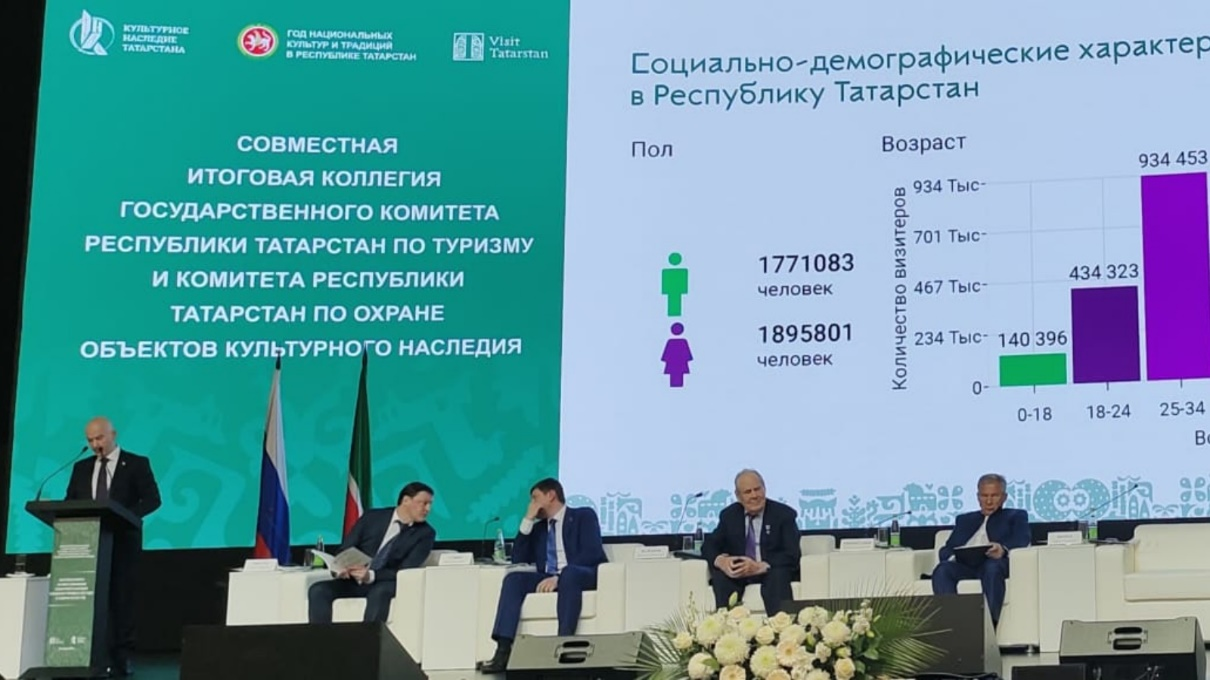 КУЛЬТУРНОЕ
НАСЛЕДИЕ
ТАТАРСТАНА
ГОД НАЦИОНАЛЬНЫХ
КУЛЬТУР И ТРАДИЦИЙ
В РЕСПУБЛИКЕ ТАТАРСТАН
Visit
Tatarstan
СОВМЕСТНАЯ
ИТОГОВАЯ КОЛЛЕГИЯ
ГОСУДАРСТВЕННОГО КОМИТЕТА
РЕСПУБЛИКИ ТАТАРСТАН ПО ТУРИЗМУ
И КОМИТЕТА РЕСПУБЛИКИ
ТАТАРСТАН ПО ОХРАНЕ
ОБЪЕКТОВ КУЛЬТУРНОГО НАСЛЕДИЯ
Социально-демографические характер
в Республику Татарстан
Пол
1771083
человек
1895801
человек
Возраст
Количество визитеров
934 Тыс
701 Тыс
467 Тыс
234 Тыс
0
140 396
434 323
934 453
0-18
18-24
25-34
Во